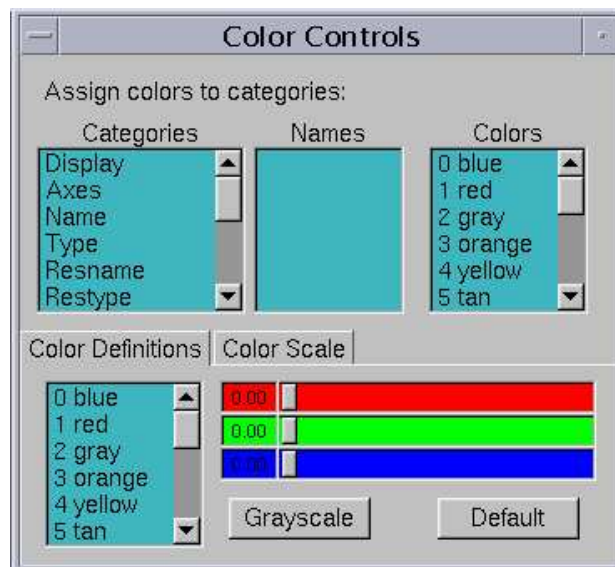 Color Controls
Assign colors to categories:
Categories
Names
Colors
Display
Axes
Name
Type
Resname
Restype
0 blue
1 red
2 gray
3 orange
4 yellow
5 tan
Color Definitions
Color Scale
0 blue
1 red
2 gray
3 orange
4 yellow
5 tan
0.00
0.00
0.00
Grayscale
Default